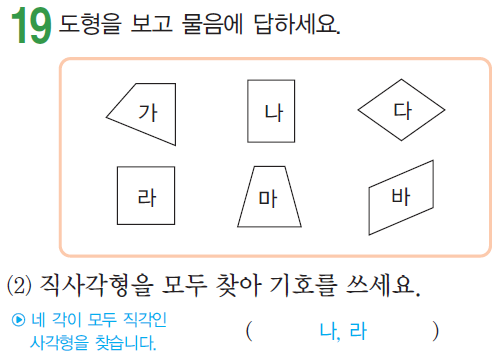 19 도형을 보고 물음에 답하세요.
가 나 다
라 마 바
(2) 직사각형을 모두 찾아 기호를 쓰세요.
네 각이 모두 직각인
사각형을 찾습니다.
( 나, 라 )